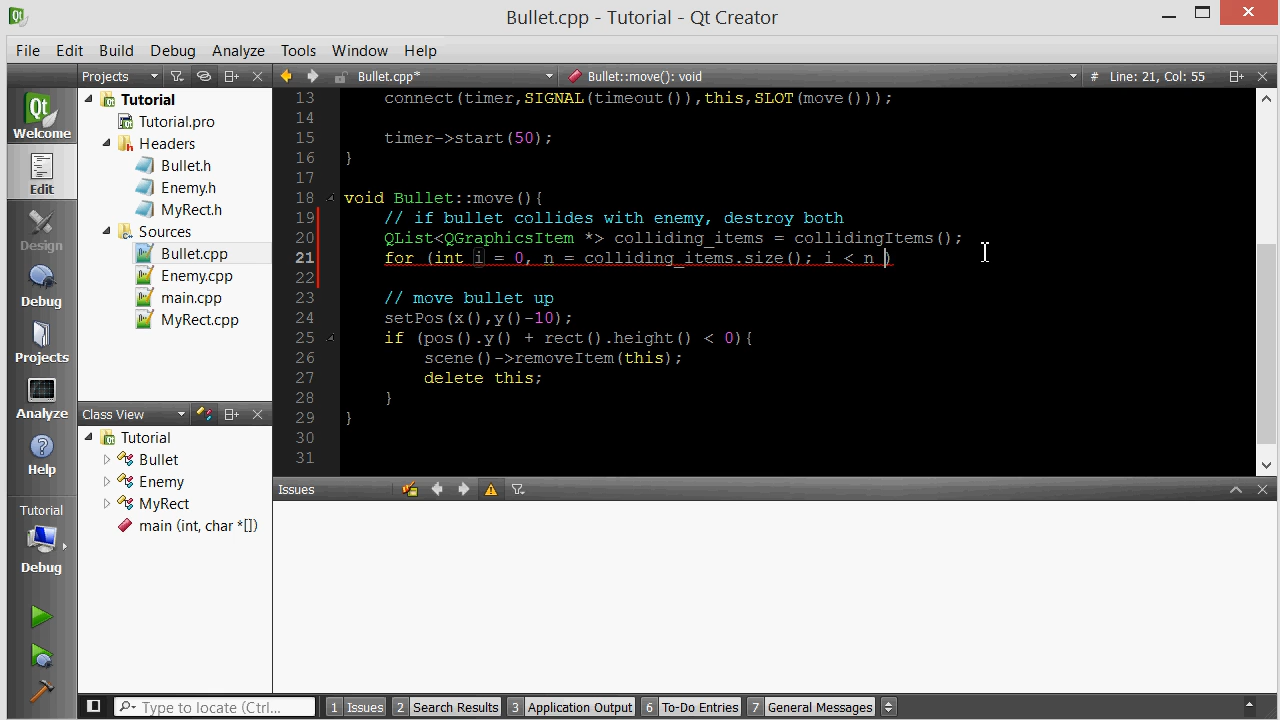 Bullet.cpp - Tutorial - Qt Creator
File Edit Build Debug Analyze Tools Window Help
Projects
Bullet.cpp*
Bullet::move(): void
# Line: 21, Col: 55
Qt
Welcome
Edit
Design
Debug
Projects
Analyze
Help
Tutorial
Debug
Tutorial
Tutorial.pro
Headers
Bullet.h
Enemy.h
MyRect.h
Sources
Bullet.cpp
Enemy.cpp
main.cpp
MyRect.cpp
Class View
Tutorial
Bullet
Enemy
MyRect
main (int, char *[])
13 connect(timer,SIGNAL(timeout()),this,SLOT(move()));
14
15 timer->start(50);
16 }
17
18 void Bullet::move(){
19 // if bullet collides with enemy, destroy both
20 QList<QGraphicsItem *> colliding_items = collidingItems();
21 for (int i = 0, n = colliding_items.size(); i < n )
22
23 // move bullet up
24 setPos(x(),y()-10);
25 if (pos().y() + rect().height() < 0){
26 scene()->removeItem(this);
27 delete this;
28 }
29 }
30
31
Issues
Type to locate (Ctrl...
1 Issues
2 Search Results
3 Application Output
6 To-Do Entries
7 General Messages